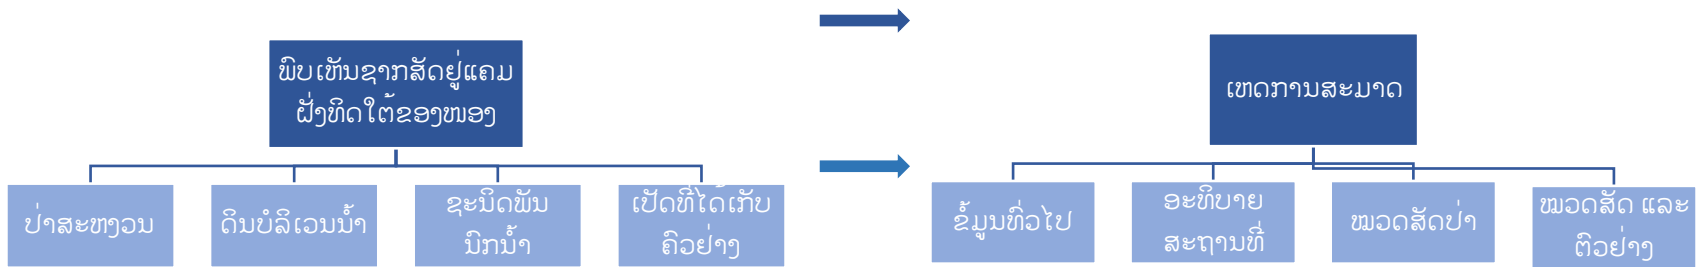 ພົບເຫັນຊາກສັດຢູ່ແຄມ
ຝັ່ງທິດໃຕ້ຂອງໜອງ
ປ່າສະຫງວນ
ດິນບໍລິເວນນ້ຳ
ຊະນິດພັນ
ນົກນ້ຳ
ເປັດທີ່ໄດ້ເກັບ
ຄົວຢ່າງ
ເຫດການສະມາດ
ຂໍ້ມູນທົ່ວໄປ
ອະທິບາຍ
ສະຖານທີ່
ໝວດສັດປ່າ
ໝວດສັດ ແລະ
ຕົວຢ່າງ